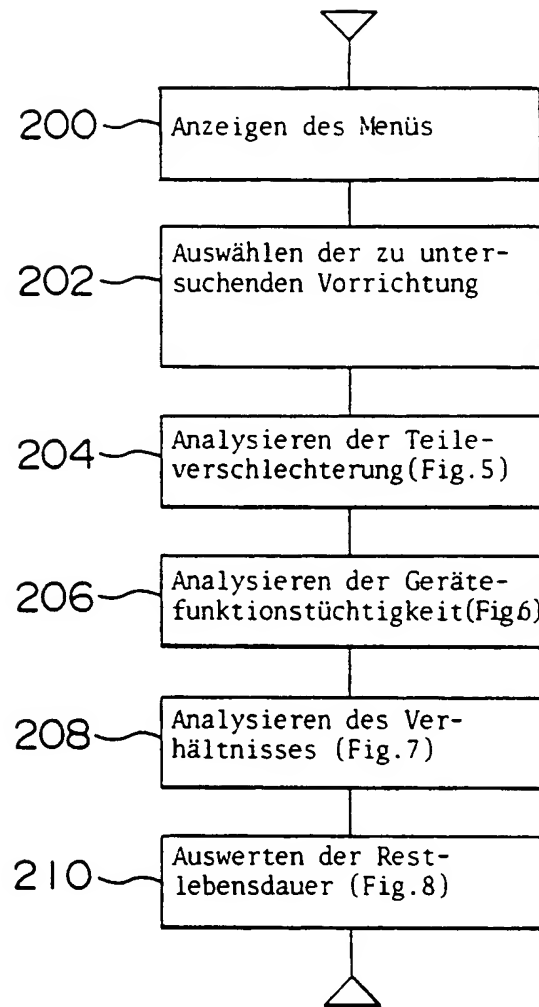 200
Anzeigen des Menüs
202
Auswählen der zu unter-
suchenden Vorrichtung
204
Analysieren der Teile-
verschlechterung(Fig.5)
206
Analysieren der Geräte-
funktionstüchtigkeit(Fig6)
208
Analysieren des Ver-
hältnisses (Fig.7)
210
Auswerten der Rest-
lebensdauer (Fig.8)